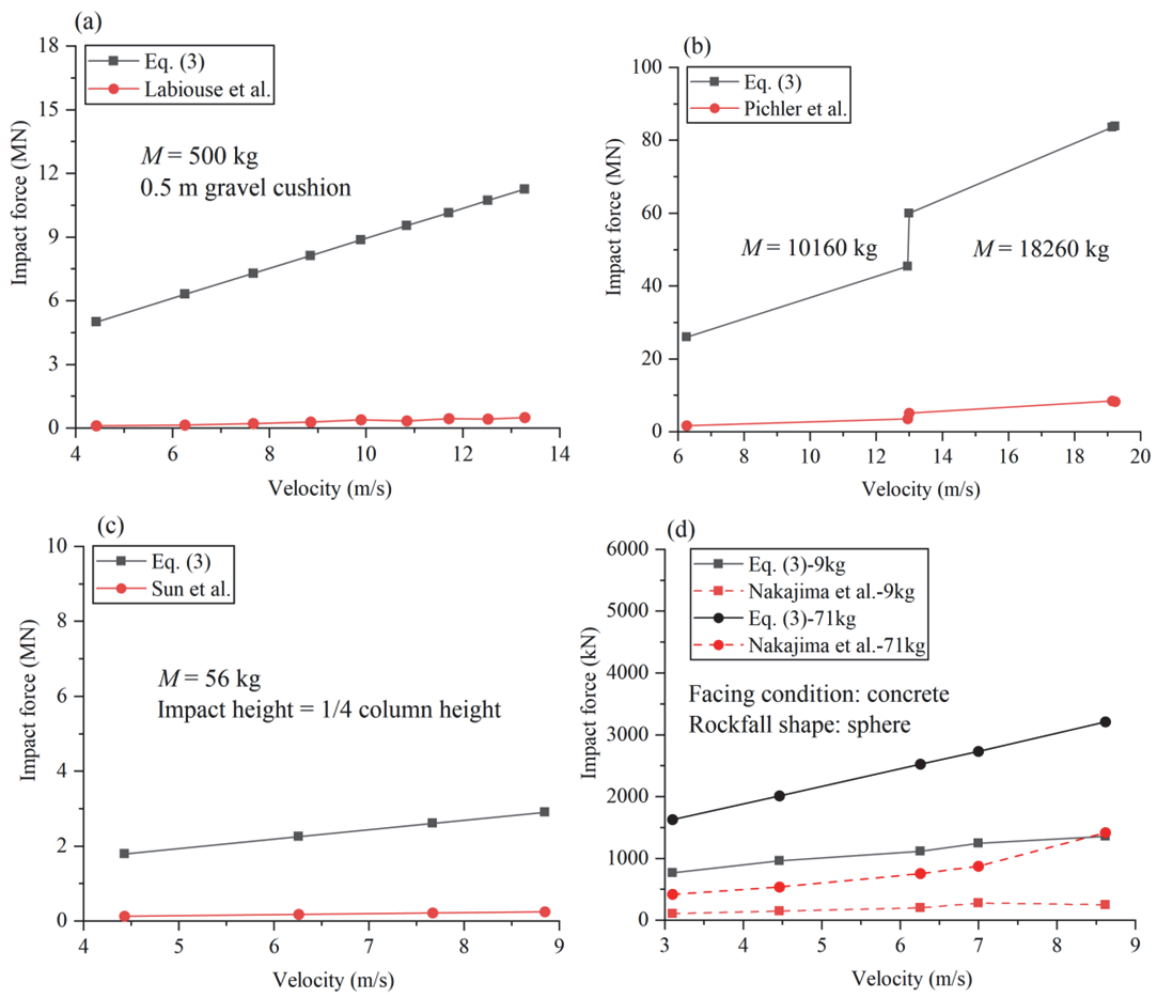 (a)
18
15
12
9
6
3
0
Impact force (MN)
Eq. (3)
Labiouse et al.
M = 500 kg
0.5 m gravel cushion
4 6 8 10 12 14
Velocity (m/s)
(b)
100
80
60
40
20
0
Impact force (MN)
Eq. (3)
Pichler et al.
M = 10160 kg
M = 18260 kg
6 8 10 12 14 16 18 20
Velocity (m/s)
(c)
10
8
6
4
2
0
Impact force (MN)
Eq. (3)
Sun et al.
M = 56 kg
Impact height = 1/4 column height
4 5 6 7 8 9
Velocity (m/s)
(d)
6000
5000
4000
3000
2000
1000
0
Impact force (kN)
Eq. (3)-9kg
Nakajima et al.-9kg
Eq. (3)-71kg
Nakajima et al.-71kg
Facing condition: concrete
Rockfall shape: sphere
3 4 5 6 7 8 9
Velocity (m/s)